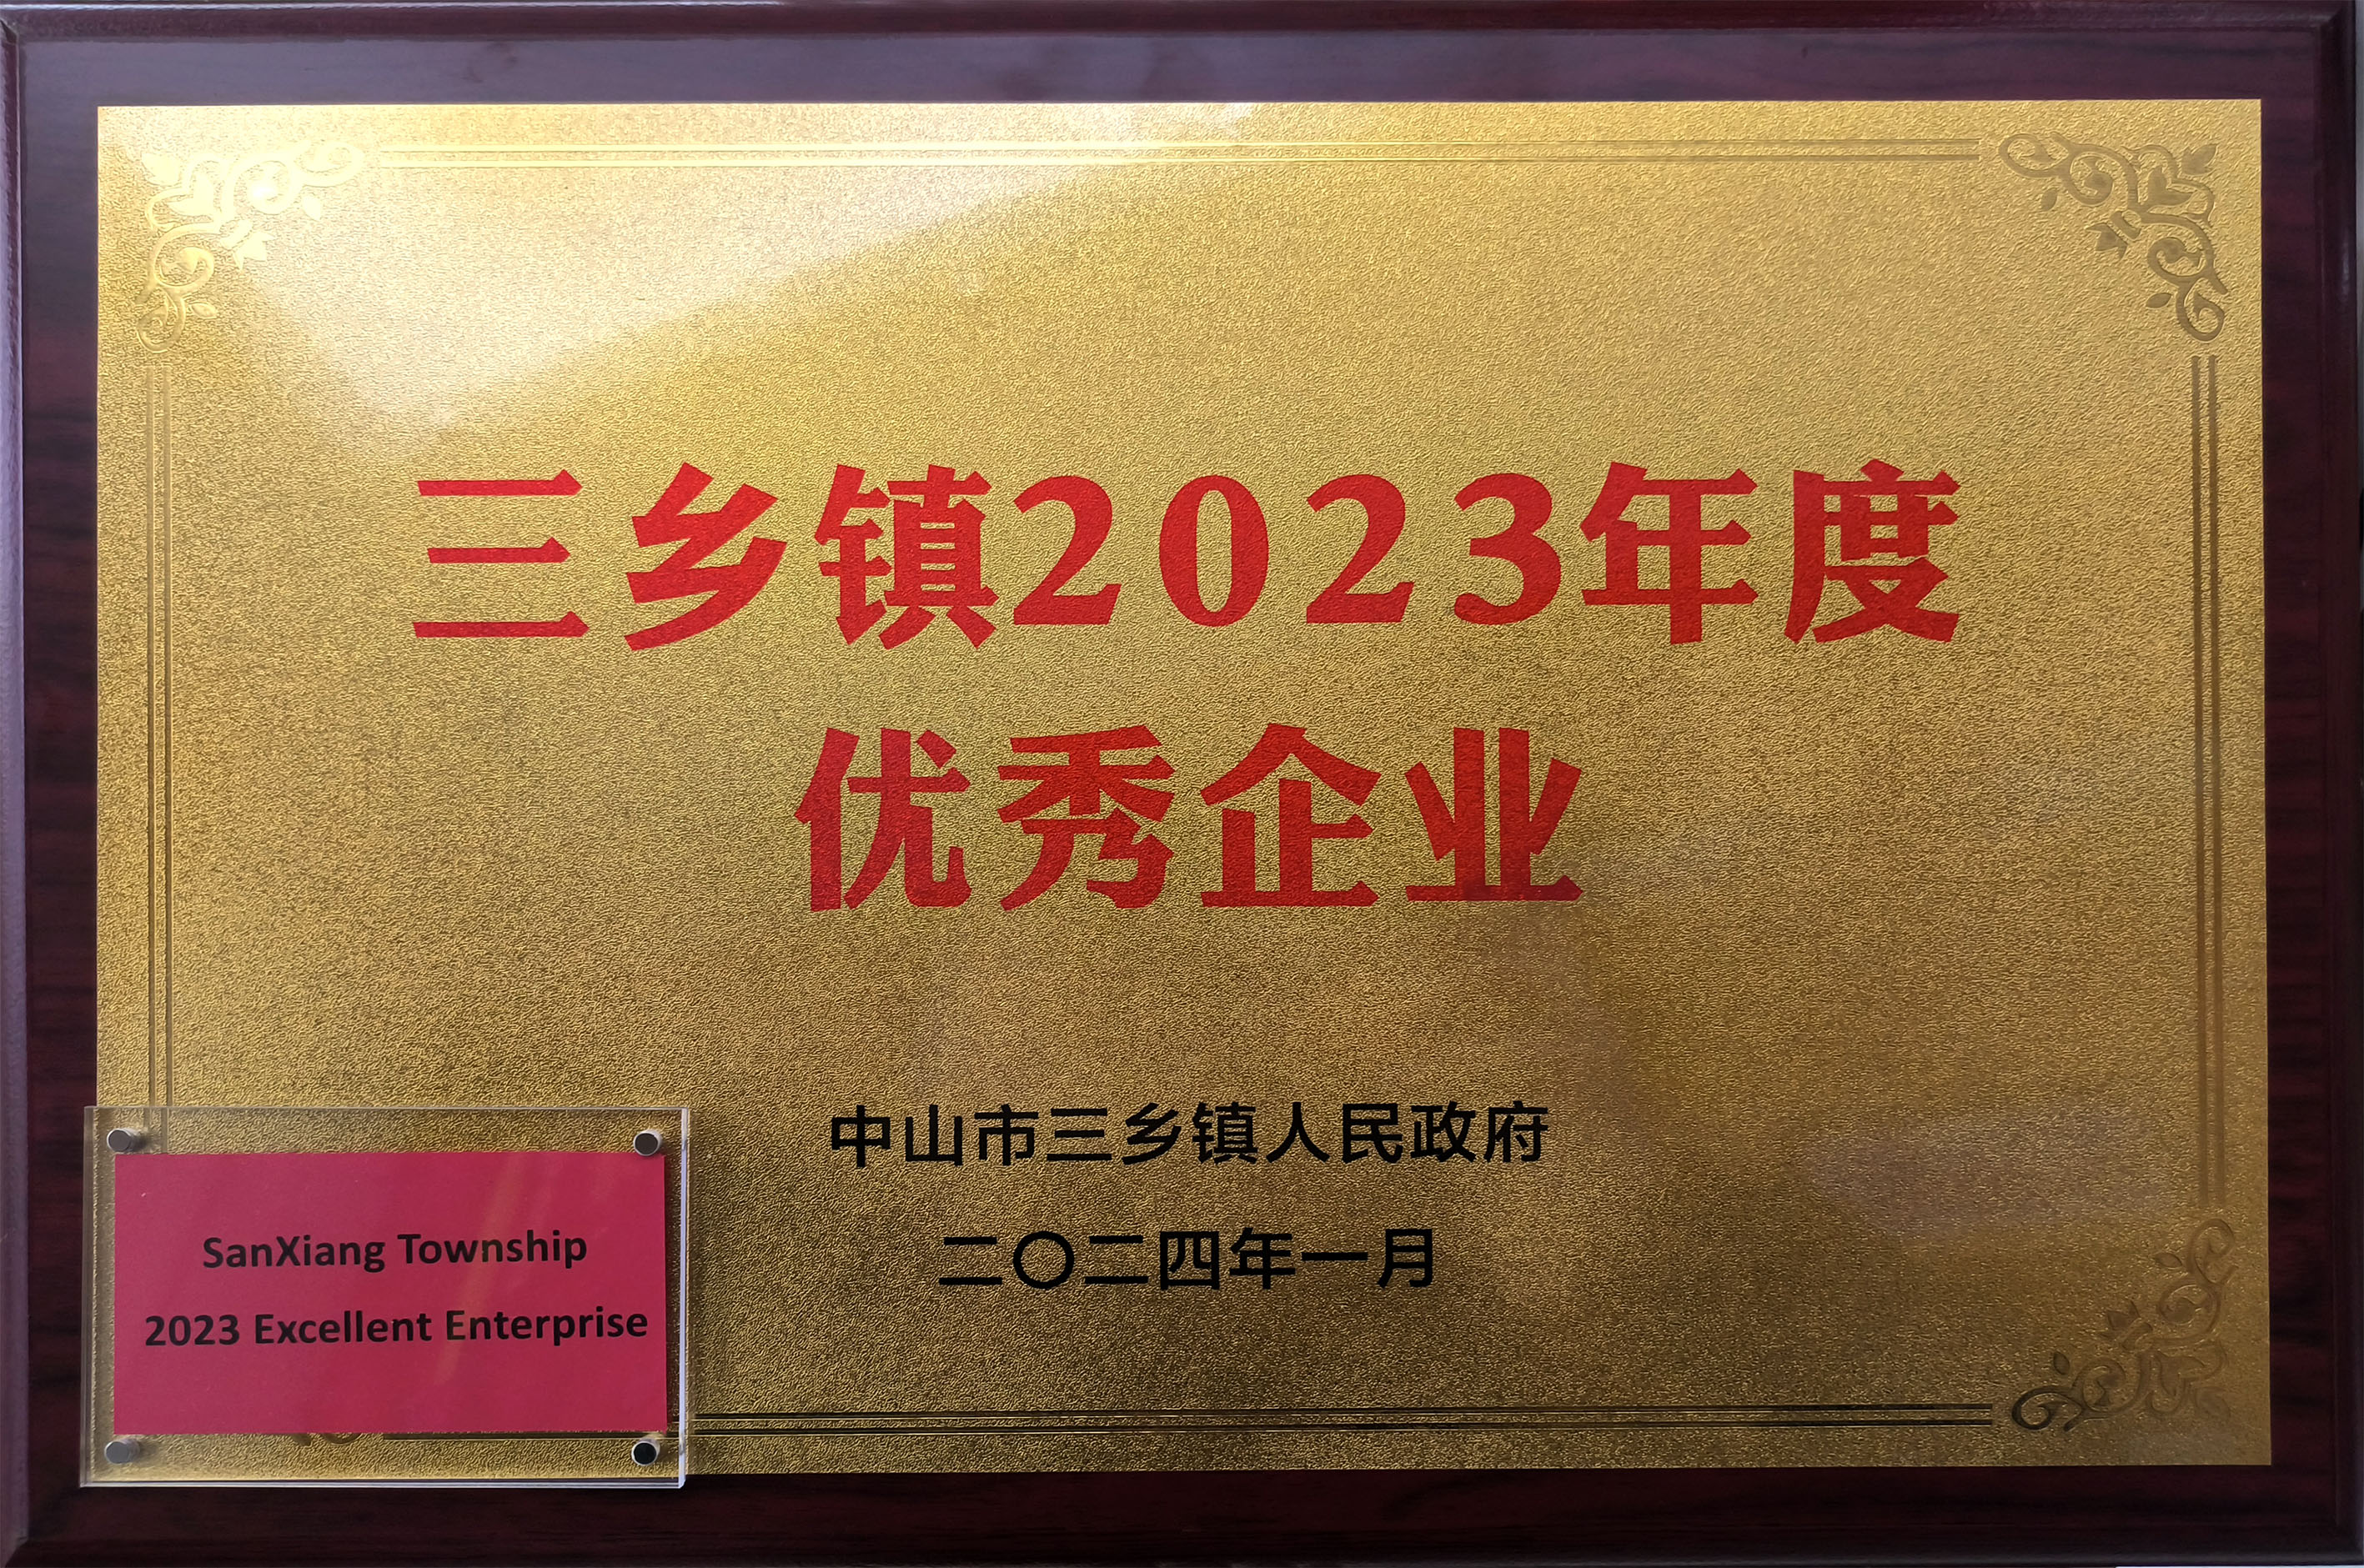 三乡镇2023年度
优秀企业
中山市三乡镇人民政府
二〇二四年一月
SanXiang Township
2023 Excellent Enterprise